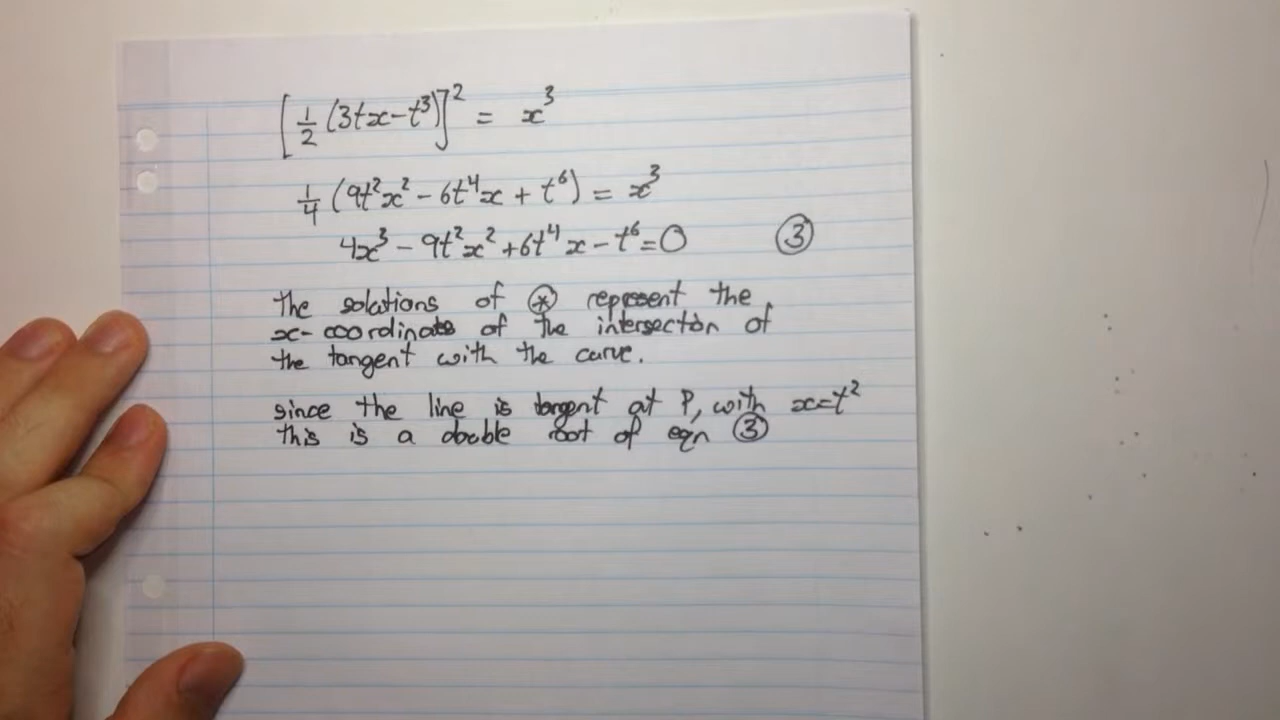 [½(3tx-t³)]² = x³
¼(9t²x² - 6t⁴x + t⁶) = x³
4x³ - 9t²x² + 6t⁴x - t⁶ = 0 ③
the solutions of ⊛ represent the
x-coordinates of the intersection of
the tangent with the curve.
since the line is tangent at P, with x=t²
this is a double root of eqn ③